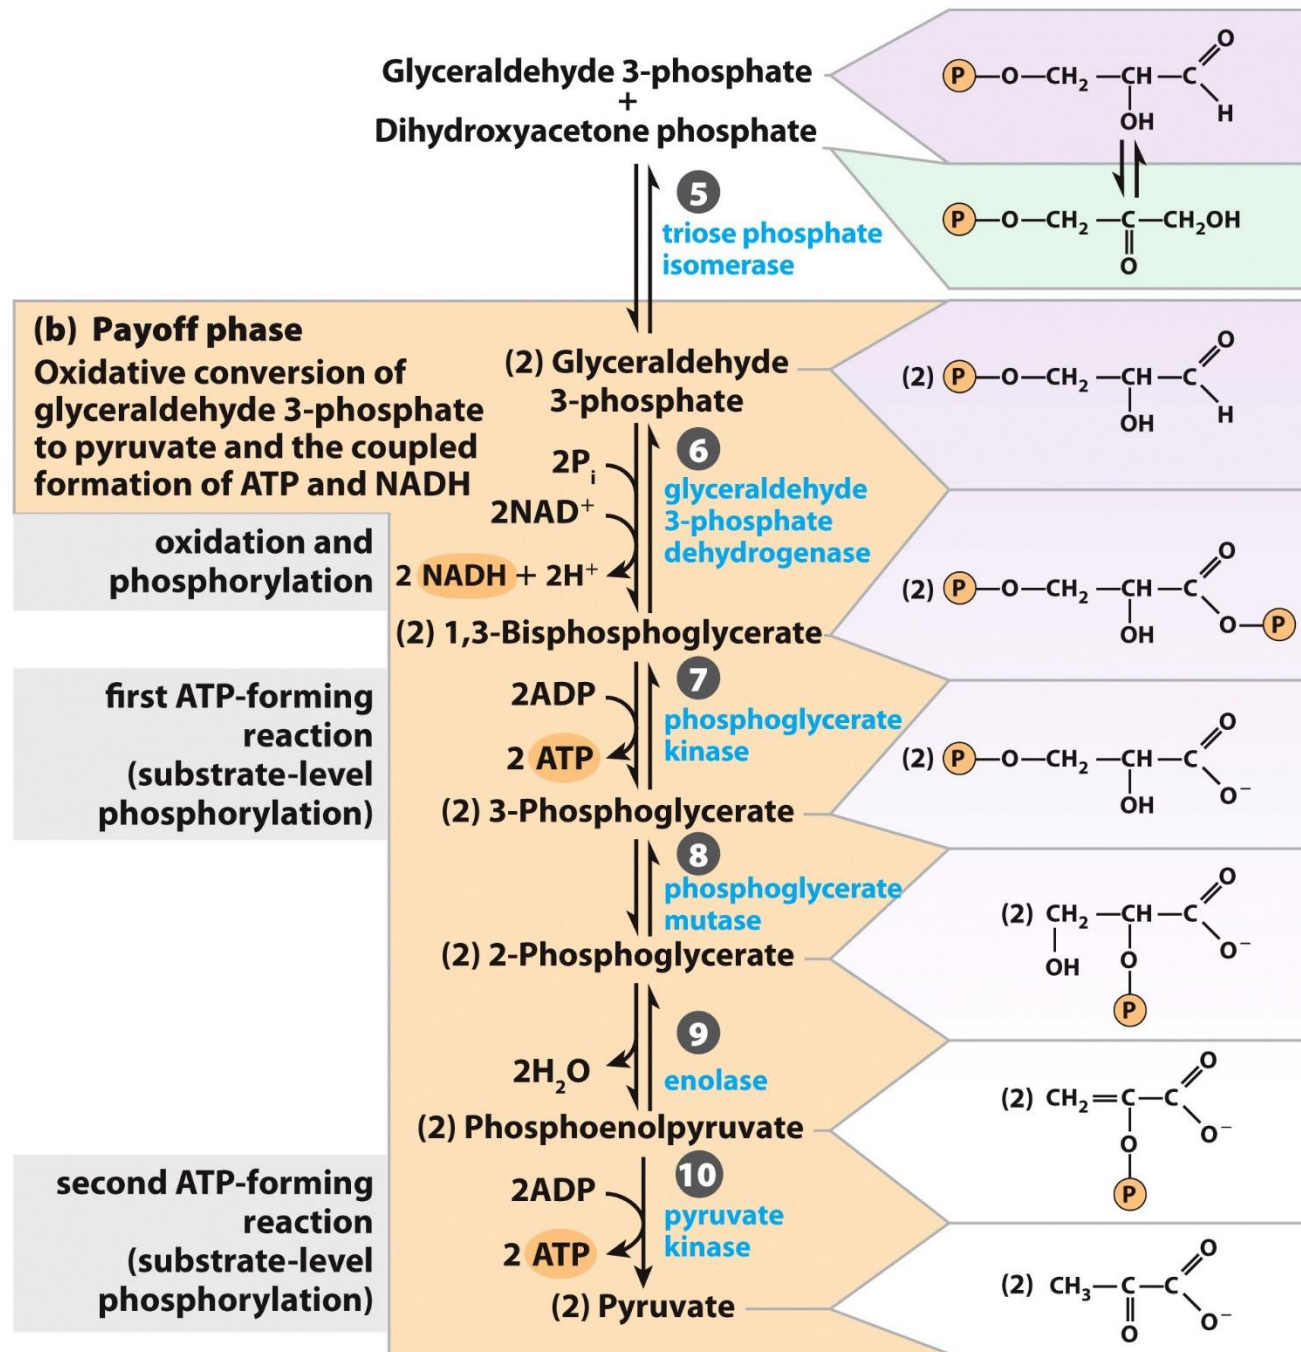 Glyceraldehyde 3-phosphate
+
Dihydroxyacetone phosphate
P—O—CH₂—CH—C
O
H
OH
5
triose phosphate
isomerase
P—O—CH₂—C—CH₂OH
O
(b) Payoff phase
Oxidative conversion of
glyceraldehyde 3-phosphate
to pyruvate and the coupled
formation of ATP and NADH
(2) Glyceraldehyde
3-phosphate
(2) P—O—CH₂—CH—C
O
H
OH
2Pᵢ
2NAD⁺
2 NADH + 2H⁺
6
glyceraldehyde
3-phosphate
dehydrogenase
oxidation and
phosphorylation
(2) 1,3-Bisphosphoglycerate
(2) P—O—CH₂—CH—C
O
OH
O—P
first ATP-forming
reaction
(substrate-level
phosphorylation)
2ADP
2 ATP
7
phosphoglycerate
kinase
(2) 3-Phosphoglycerate
(2) P—O—CH₂—CH—C
O
OH
O⁻
8
phosphoglycerate
mutase
(2) 2-Phosphoglycerate
(2) CH₂—CH—C
O
O⁻
OH
O
P
2H₂O
9
enolase
(2) Phosphoenolpyruvate
(2) CH₂=C—C
O
O⁻
O
P
second ATP-forming
reaction
(substrate-level
phosphorylation)
2ADP
2 ATP
10
pyruvate
kinase
(2) Pyruvate
(2) CH₃—C—C
O
O⁻
O